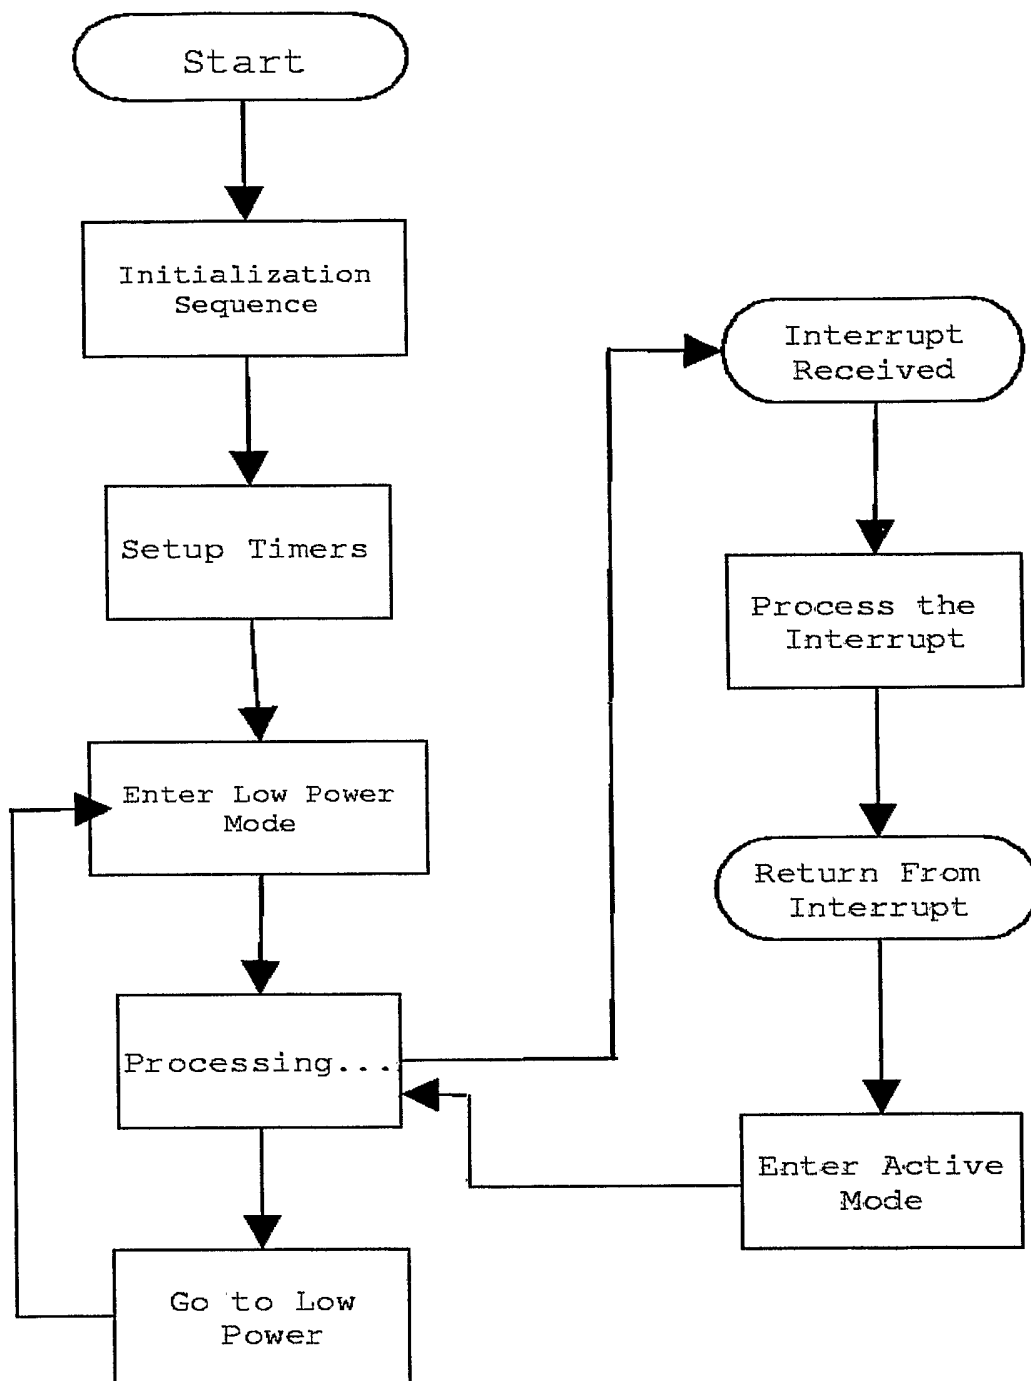 Start
Initialization
Sequence
Setup Timers
Enter Low Power
Mode
Processing...
Go to Low
Power
Interrupt
Received
Process the
Interrupt
Return From
Interrupt
Enter Active
Mode